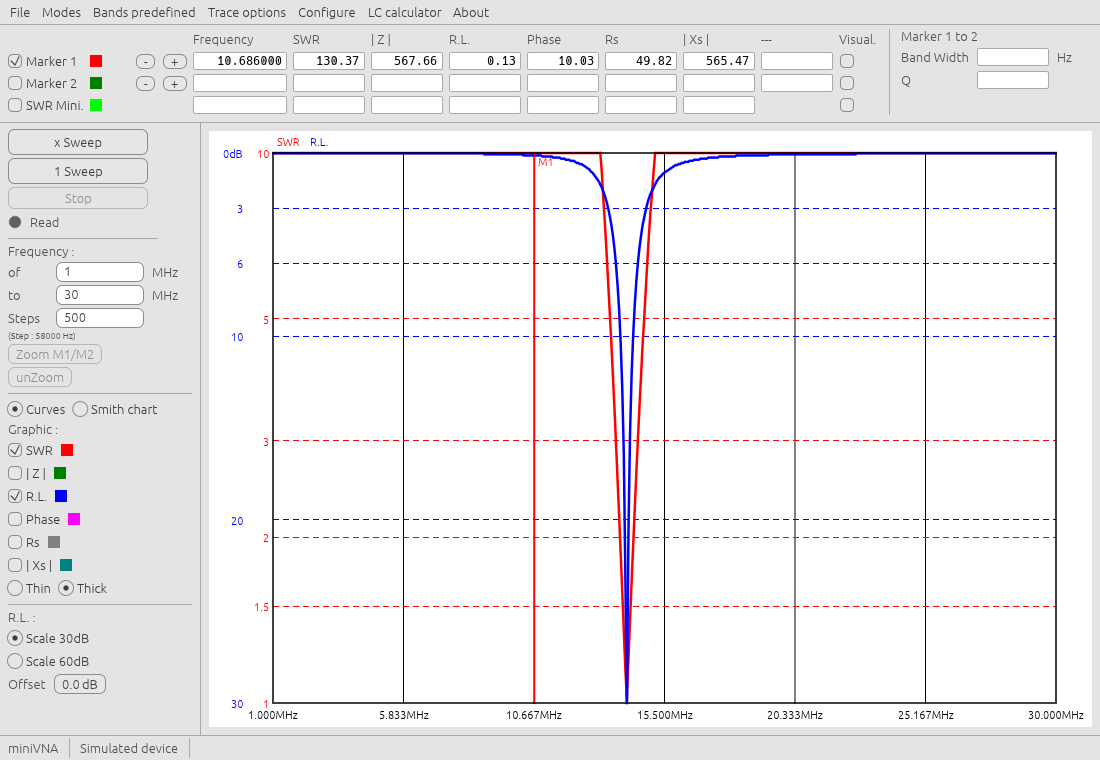 File Modes Bands predefined Trace options Configure LC calculator About
Frequency SWR | Z | R.L. Phase Rs | Xs | --- Visual. Marker 1 to 2
Marker 1 - + 10.686000 130.37 567.66 0.13 10.03 49.82 565.47 Band Width Hz
Marker 2 - + Q
SWR Mini.
x Sweep
1 Sweep
Stop
Read
Frequency :
of 1 MHz
to 30 MHz
Steps 500
(Step : 58000 Hz)
Zoom M1/M2
unZoom
Curves Smith chart
Graphic :
SWR
| Z |
R.L.
Phase
Rs
| Xs |
Thin Thick
R.L. :
Scale 30dB
Scale 60dB
Offset 0.0 dB
SWR R.L.
0dB 10
M1
3
6
5
10
3
20
2
1.5
30 1
1.000MHz 5.833MHz 10.667MHz 15.500MHz 20.333MHz 25.167MHz 30.000MHz
miniVNA Simulated device